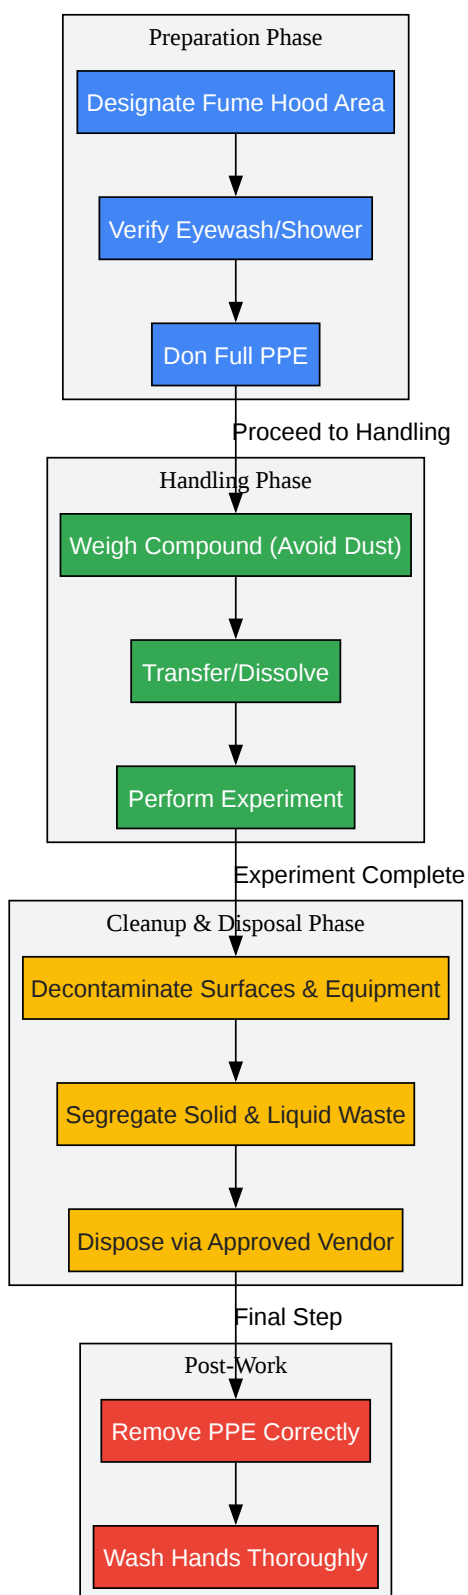 Preparation Phase
Designate Fume Hood Area
Verify Eyewash/Shower
Don Full PPE
Proceed to Handling
Handling Phase
Weigh Compound (Avoid Dust)
Transfer/Dissolve
Perform Experiment
Experiment Complete
Cleanup & Disposal Phase
Decontaminate Surfaces & Equipment
Segregate Solid & Liquid Waste
Dispose via Approved Vendor
Final Step
Post-Work
Remove PPE Correctly
Wash Hands Thoroughly